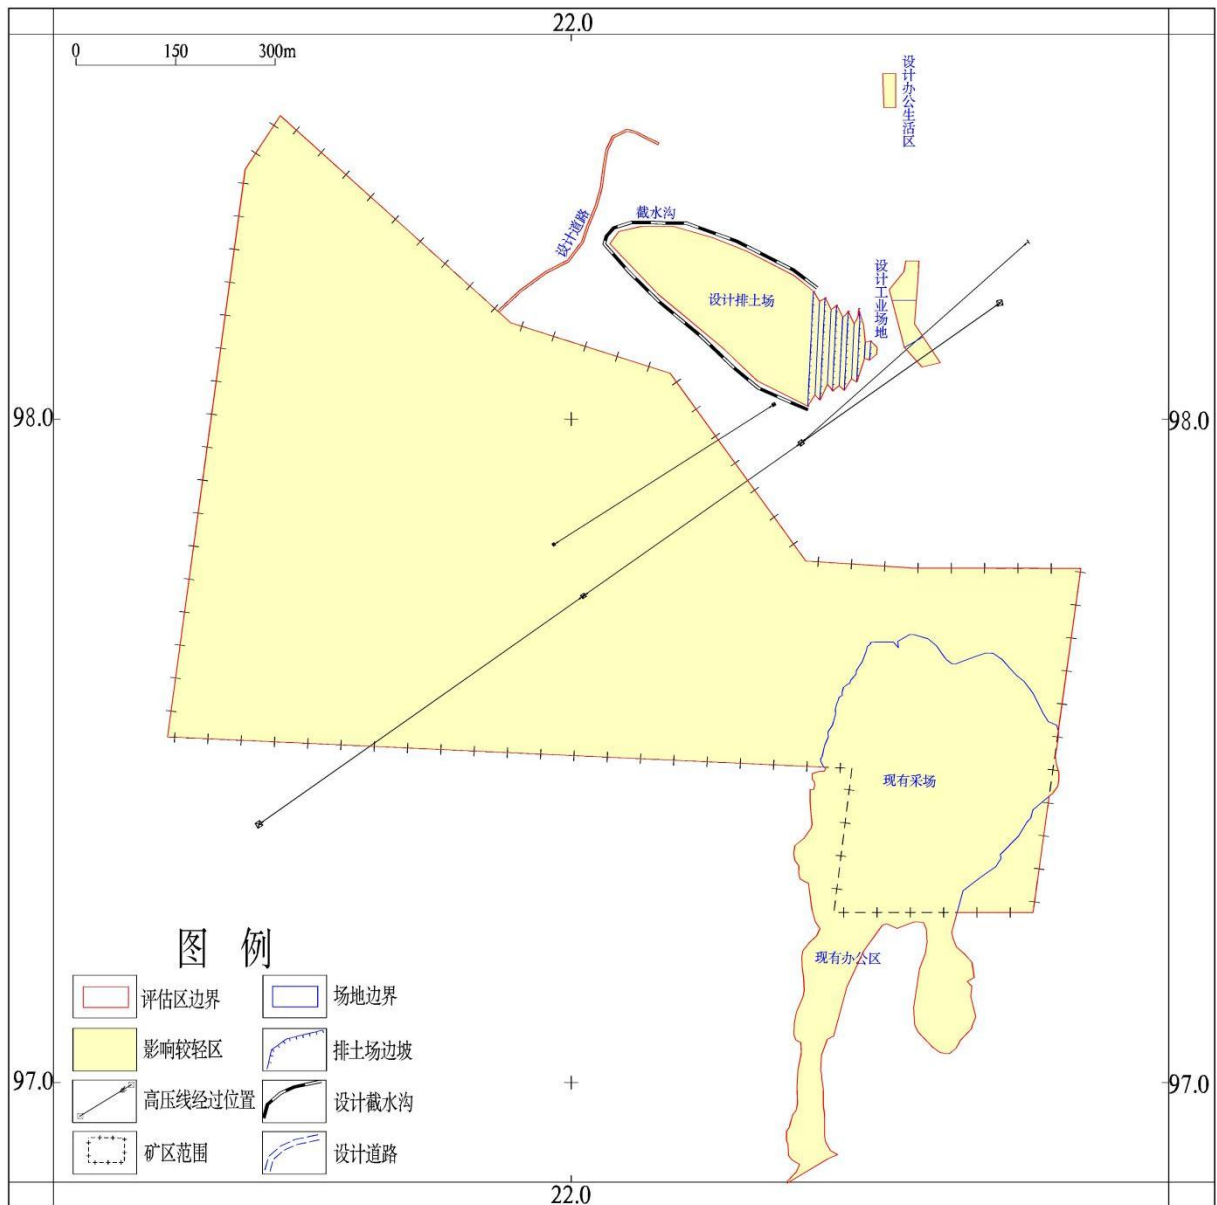 22.0
0 150 300m
设计办公生活区
截水沟
设计道路
设计排土场
设计工业场地
98.0
98.0
现有采场
现有办公区
图 例
评估区边界
场地边界
影响较轻区
排土场边坡
高压线经过位置
设计截水沟
矿区范围
设计道路
97.0
97.0
22.0